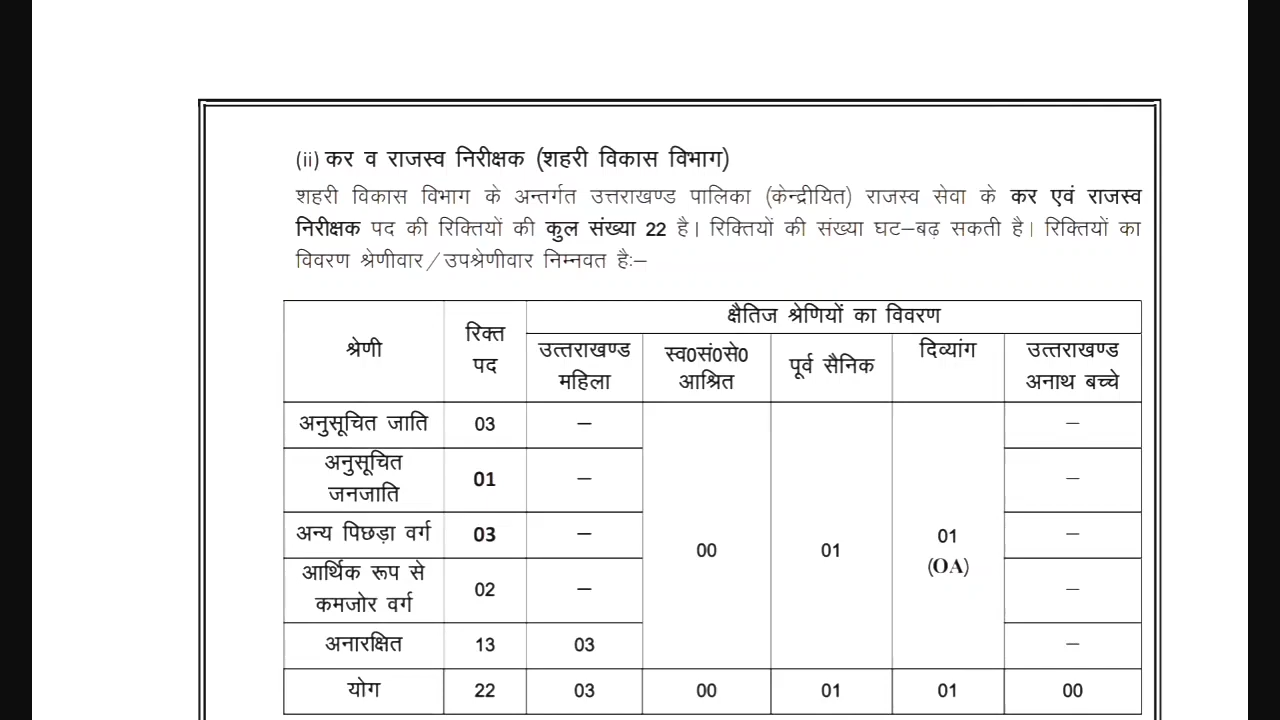 (ii) कर व राजस्व निरीक्षक (शहरी विकास विभाग)
शहरी विकास विभाग के अन्तर्गत उत्तराखण्ड पालिका (केन्द्रीयित) राजस्व सेवा के कर एवं राजस्व
निरीक्षक पद की रिक्तियों की कुल संख्या 22 है। रिक्तियों की संख्या घट–बढ़ सकती है। रिक्तियों का
विवरण श्रेणीवार/उपश्रेणीवार निम्नवत है:–
श्रेणी रिक्त पद क्षैतिज श्रेणियों का विवरण
उत्तराखण्ड महिला स्व0सं0से0 आश्रित पूर्व सैनिक दिव्यांग उत्तराखण्ड अनाथ बच्चे
अनुसूचित जाति 03 – –
अनुसूचित जनजाति 01 – –
अन्य पिछड़ा वर्ग 03 – 00 01 01 (OA) –
आर्थिक रूप से कमजोर वर्ग 02 – –
अनारक्षित 13 03 –
योग 22 03 00 01 01 00